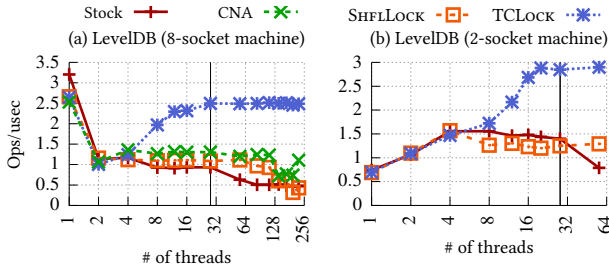 Stock CNA SHFLLOCK TCLOCK
(a) LevelDB (8-socket machine) (b) LevelDB (2-socket machine)
Ops/usec
3.5
3
2.5
2
1.5
1
0.5
0
1 2 4 8 16 32 64 128 256
# of threads
3
2.5
2
1.5
1
0.5
0
1 2 4 8 16 32 64
# of threads